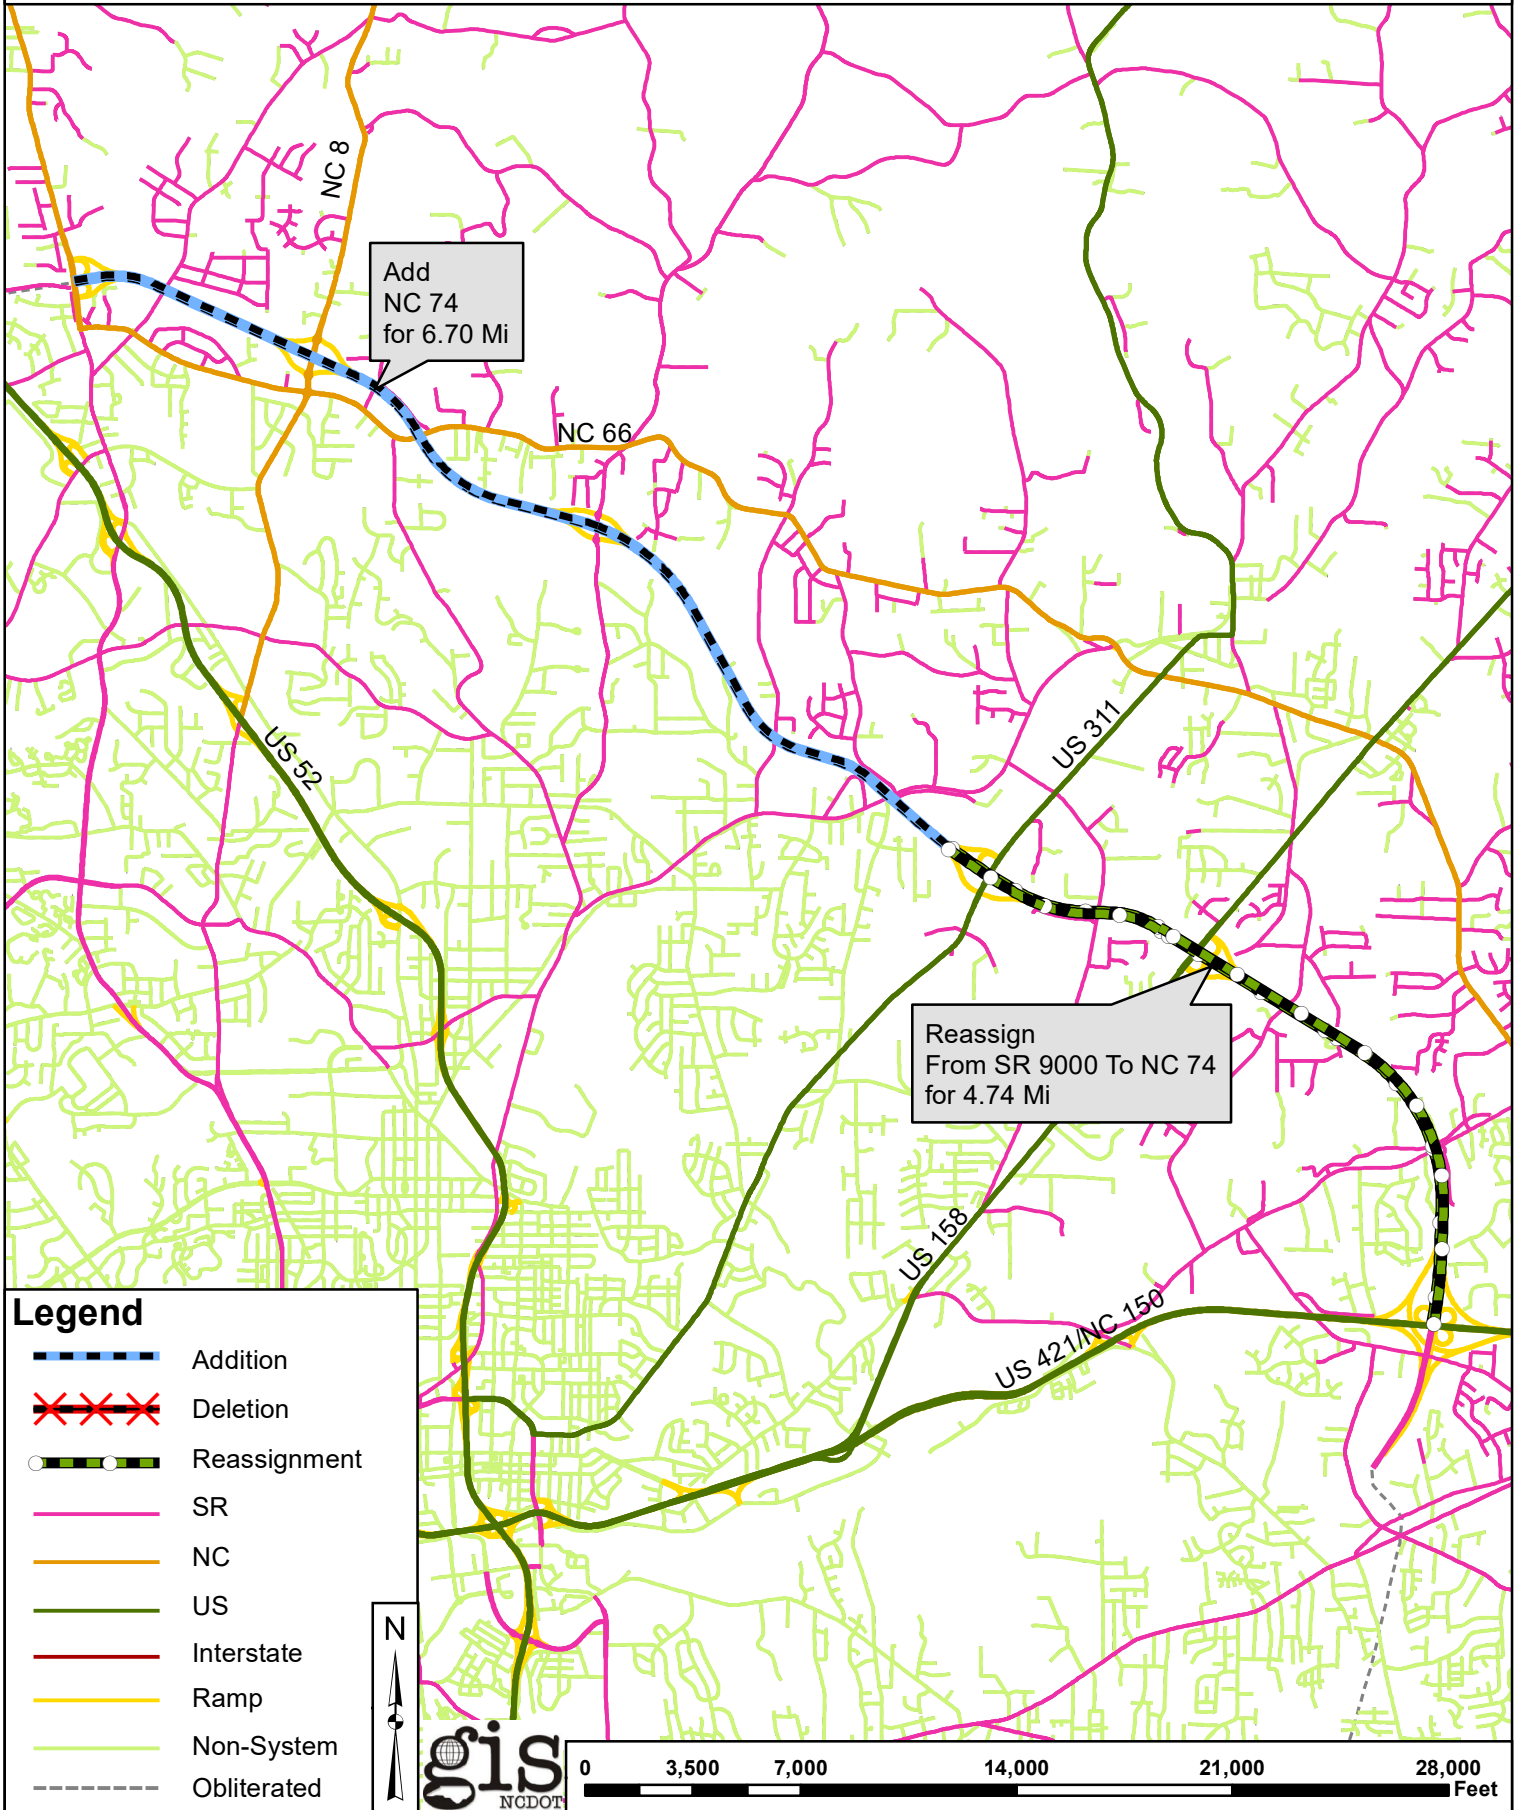 NC 8
Add
NC 74
for 6.70 Mi
NC 66
US 52
US 311
Reassign
From SR 9000 To NC 74
for 4.74 Mi
US 158
US 421/NC 150
Legend
Addition
Deletion
Reassignment
SR
NC
US
Interstate
Ramp
Non-System
Obliterated
N
gis
NCDOT
0 3,500 7,000 14,000 21,000 28,000
Feet